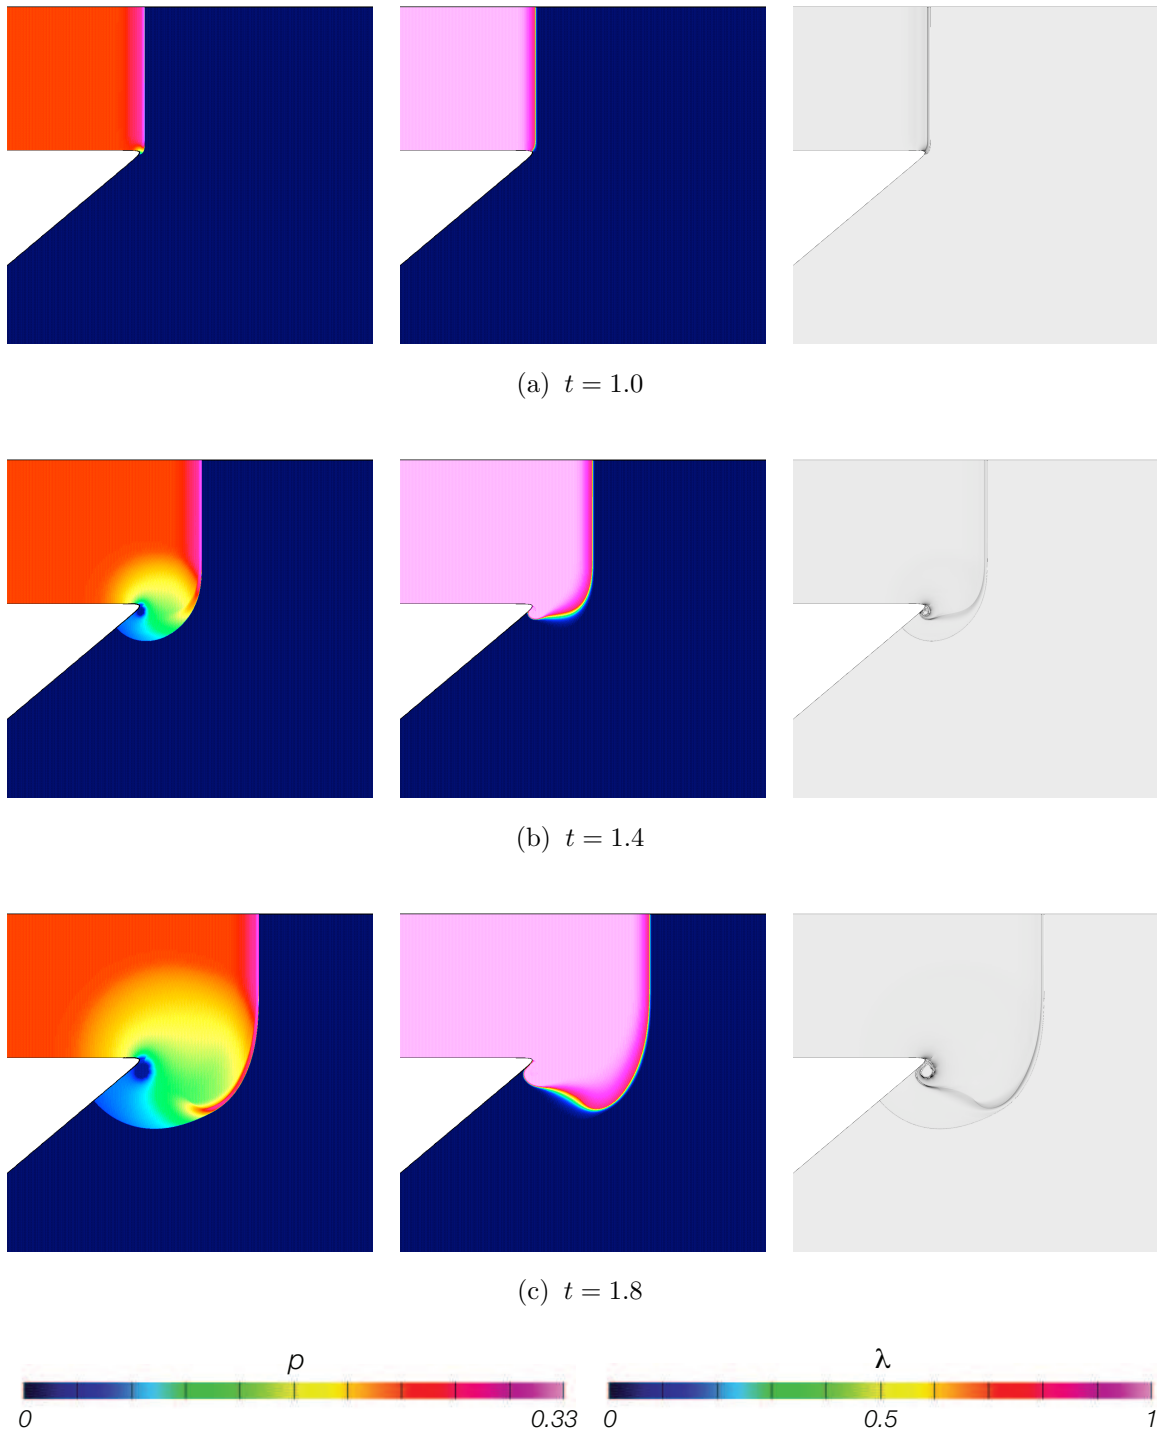 (a) t = 1.0
(b) t = 1.4
(c) t = 1.8
p λ
0 0.33 0 0.5 1